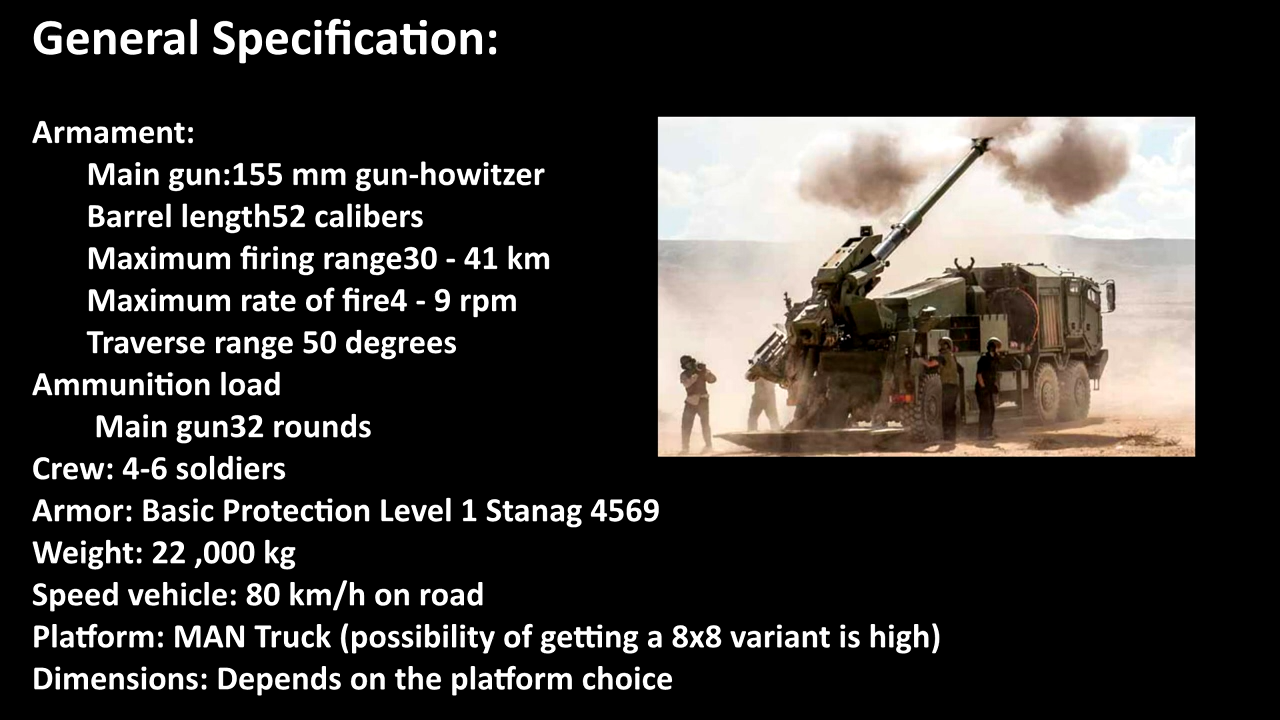 General Specification:
Armament:
Main gun:155 mm gun-howitzer
Barrel length52 calibers
Maximum firing range30 - 41 km
Maximum rate of fire4 - 9 rpm
Traverse range 50 degrees
Ammunition load
Main gun32 rounds
Crew: 4-6 soldiers
Armor: Basic Protection Level 1 Stanag 4569
Weight: 22 ,000 kg
Speed vehicle: 80 km/h on road
Platform: MAN Truck (possibility of getting a 8x8 variant is high)
Dimensions: Depends on the platform choice